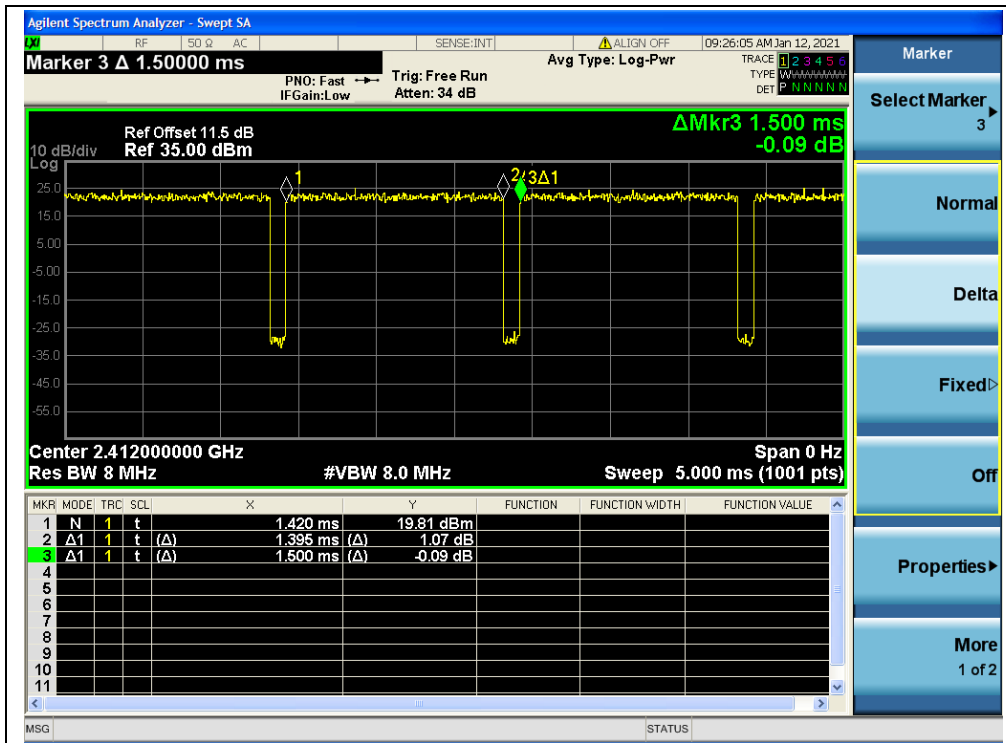 Agilent Spectrum Analyzer - Swept SA
LXI RF 50 Ω AC SENSE:INT ALIGN OFF 09:26:05 AM Jan 12, 2021
Marker 3 Δ 1.50000 ms
PNO: Fast
IFGain:Low
Trig: Free Run
Atten: 34 dB
Avg Type: Log-Pwr
TRACE 1 2 3 4 5 6
TYPE W
DET P N N N N N
ΔMkr3 1.500 ms
-0.09 dB
Ref Offset 11.5 dB
10 dB/div Ref 35.00 dBm
Log
25.0
15.0
5.00
-5.00
-15.0
-25.0
-35.0
-45.0
-55.0
1
2
3Δ1
Center 2.412000000 GHz Span 0 Hz
Res BW 8 MHz #VBW 8.0 MHz Sweep 5.000 ms (1001 pts)
MKR MODE TRC SCL X Y FUNCTION FUNCTION WIDTH FUNCTION VALUE
1 N 1 t 1.420 ms 19.81 dBm
2 Δ1 1 t (Δ) 1.395 ms (Δ) 1.07 dB
3 Δ1 1 t (Δ) 1.500 ms (Δ) -0.09 dB
4
5
6
7
8
9
10
11
MSG STATUS
Marker
Select Marker
3
Normal
Delta
Fixed
Off
Properties
More
1 of 2